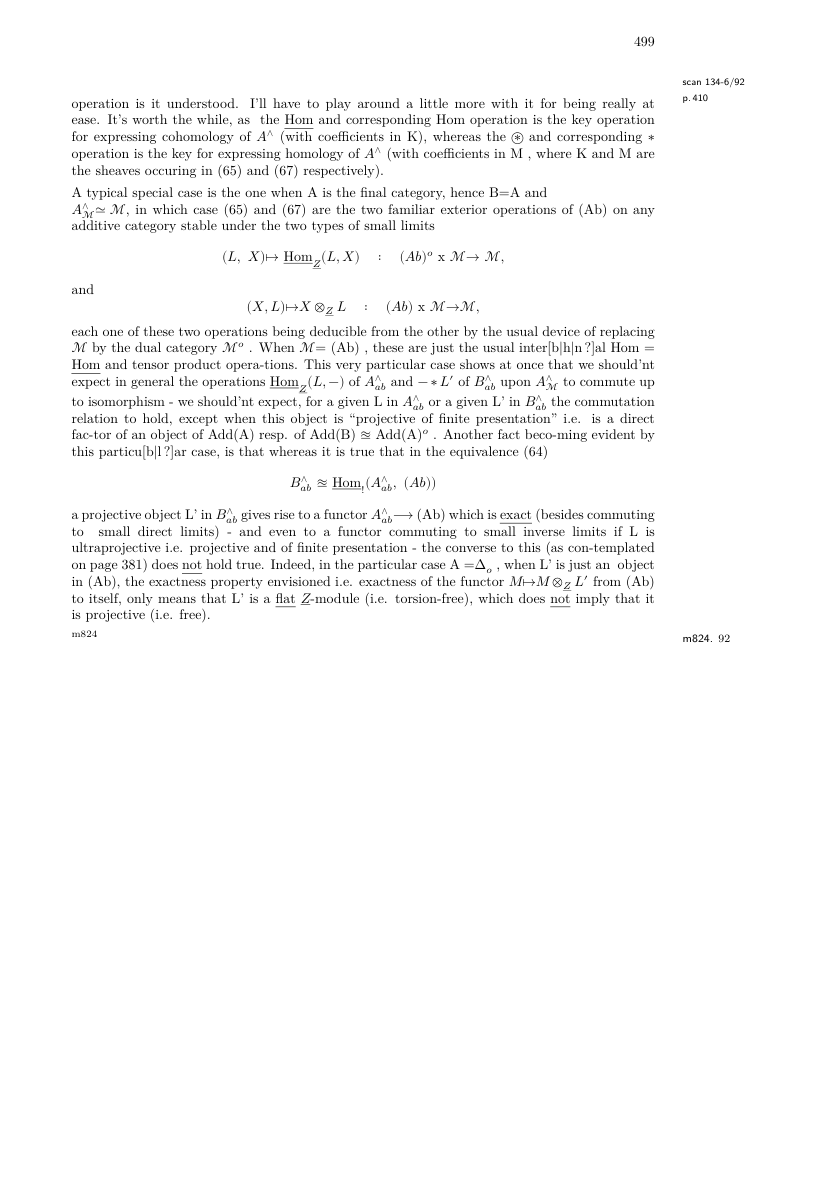 499
scan 134-6/92
p. 410
operation is it understood. I'll have to play around a little more with it for being really at
ease. It's worth the while, as the Hom and corresponding Hom operation is the key operation
for expressing cohomology of A^∧ (with coefficients in K), whereas the ⊛ and corresponding ∗
operation is the key for expressing homology of A^∧ (with coefficients in M , where K and M are
the sheaves occuring in (65) and (67) respectively).
A typical special case is the one when A is the final category, hence B=A and
A^∧_ℳ ≃ ℳ, in which case (65) and (67) are the two familiar exterior operations of (Ab) on any
additive category stable under the two types of small limits
(L, X)↦ Hom_Z(L, X) : (Ab)^o x ℳ→ ℳ,
and
(X, L)↦X ⊗_Z L : (Ab) x ℳ→ℳ,
each one of these two operations being deducible from the other by the usual device of replacing
ℳ by the dual category ℳ^o . When ℳ= (Ab) , these are just the usual inter[b|h|n ?]al Hom =
Hom and tensor product opera-tions. This very particular case shows at once that we should'nt
expect in general the operations Hom_Z(L, −) of A^∧_ab and − ∗ L′ of B^∧_ab upon A^∧_ℳ to commute up
to isomorphism - we should'nt expect, for a given L in A^∧_ab or a given L' in B^∧_ab the commutation
relation to hold, except when this object is “projective of finite presentation” i.e. is a direct
fac-tor of an object of Add(A) resp. of Add(B) ≊ Add(A)^o . Another fact beco-ming evident by
this particu[b|l ?]ar case, is that whereas it is true that in the equivalence (64)
B^∧_ab ≊ Hom_!(A^∧_ab, (Ab))
a projective object L' in B^∧_ab gives rise to a functor A^∧_ab ⟶ (Ab) which is exact (besides commuting
to small direct limits) - and even to a functor commuting to small inverse limits if L is
ultraprojective i.e. projective and of finite presentation - the converse to this (as con-templated
on page 381) does not hold true. Indeed, in the particular case A =Δ_o , when L' is just an object
in (Ab), the exactness property envisioned i.e. exactness of the functor M↦M ⊗_Z L′ from (Ab)
to itself, only means that L' is a flat Z-module (i.e. torsion-free), which does not imply that it
is projective (i.e. free).
m824
m824. 92